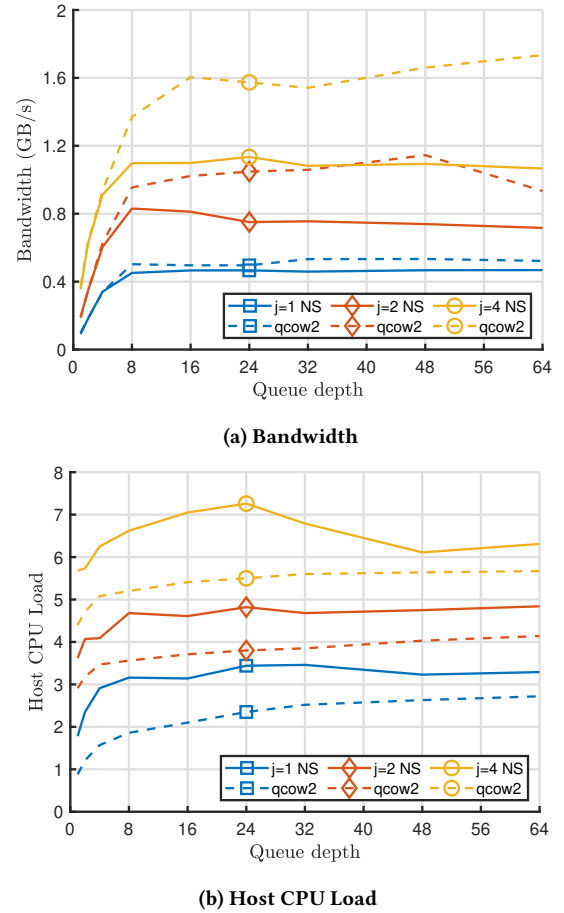 2
1.6
1.2
0.8
0.4
0
Bandwidth (GB/s)
j=1 NS j=2 NS j=4 NS
qcow2 qcow2 qcow2
0 8 16 24 32 40 48 56 64
Queue depth
(a) Bandwidth
8
7
6
5
4
3
2
1
0
Host CPU Load
j=1 NS j=2 NS j=4 NS
qcow2 qcow2 qcow2
0 8 16 24 32 40 48 56 64
Queue depth
(b) Host CPU Load